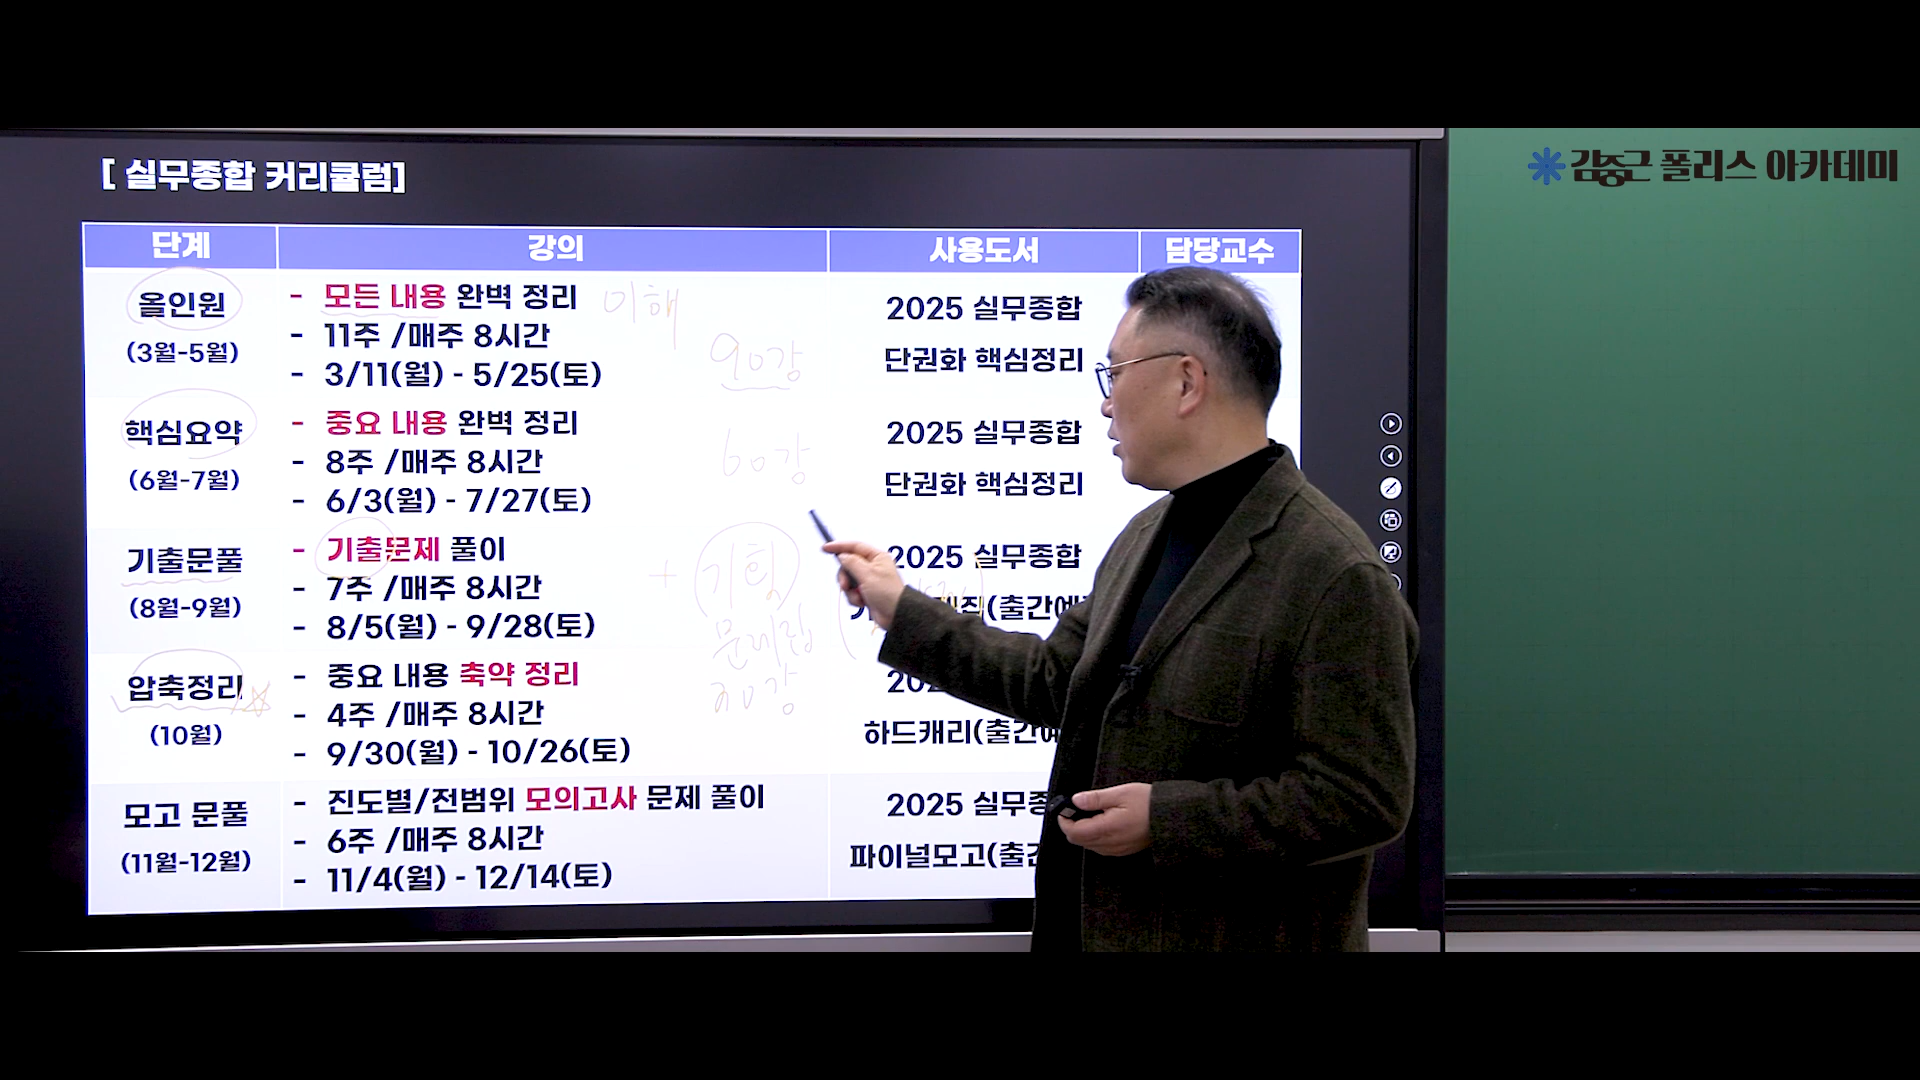 김중근 폴리스 아카데미
[ 실무종합 커리큘럼]
단계 강의 사용도서 담당교수
올인원
(3월-5월)
- 모든 내용 완벽 정리 이해
- 11주 /매주 8시간
- 3/11(월) - 5/25(토)
90강
2025 실무종합
단권화 핵심정리
핵심요약
(6월-7월)
- 중요 내용 완벽 정리
- 8주 /매주 8시간
- 6/3(월) - 7/27(토)
60강
2025 실무종합
단권화 핵심정리
기출문풀
(8월-9월)
- 기출문제 풀이
- 7주 /매주 8시간
- 8/5(월) - 9/28(토)
+
2025 실무종합
(출간예
압축정리
(10월)
- 중요 내용 축약 정리
- 4주 /매주 8시간
- 9/30(월) - 10/26(토)
하드캐리(출간예
모고 문풀
(11월-12월)
- 진도별/전범위 모의고사 문제 풀이
- 6주 /매주 8시간
- 11/4(월) - 12/14(토)
2025 실무종
파이널모고(출간